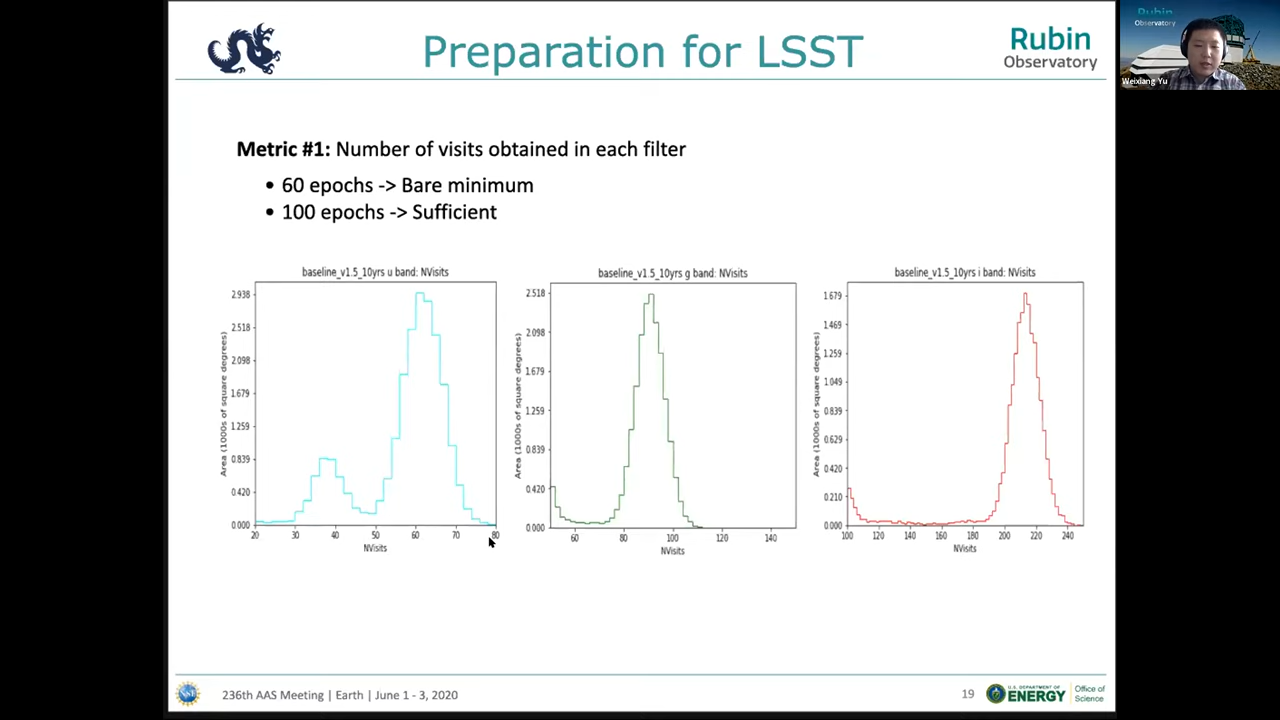 Preparation for LSST
Rubin
Observatory
Rubin
Observatory
Weixiang Yu
Metric #1: Number of visits obtained in each filter
• 60 epochs -> Bare minimum
• 100 epochs -> Sufficient
baseline_v1.5_10yrs u band: NVisits
2.938
2.518
2.098
1.679
1.259
0.839
0.420
0.000
Area (1000s of square degrees)
20 30 40 50 60 70 80
NVisits
baseline_v1.5_10yrs g band: NVisits
2.518
2.098
1.679
1.259
0.839
0.420
0.000
Area (1000s of square degrees)
60 80 100 120 140
NVisits
baseline_v1.5_10yrs i band: NVisits
1.679
1.469
1.259
1.049
0.839
0.629
0.420
0.210
0.000
Area (1000s of square degrees)
100 120 140 160 180 200 220 240
NVisits
NSF
236th AAS Meeting | Earth | June 1 - 3, 2020
19
U.S. DEPARTMENT OF
ENERGY
Office of
Science